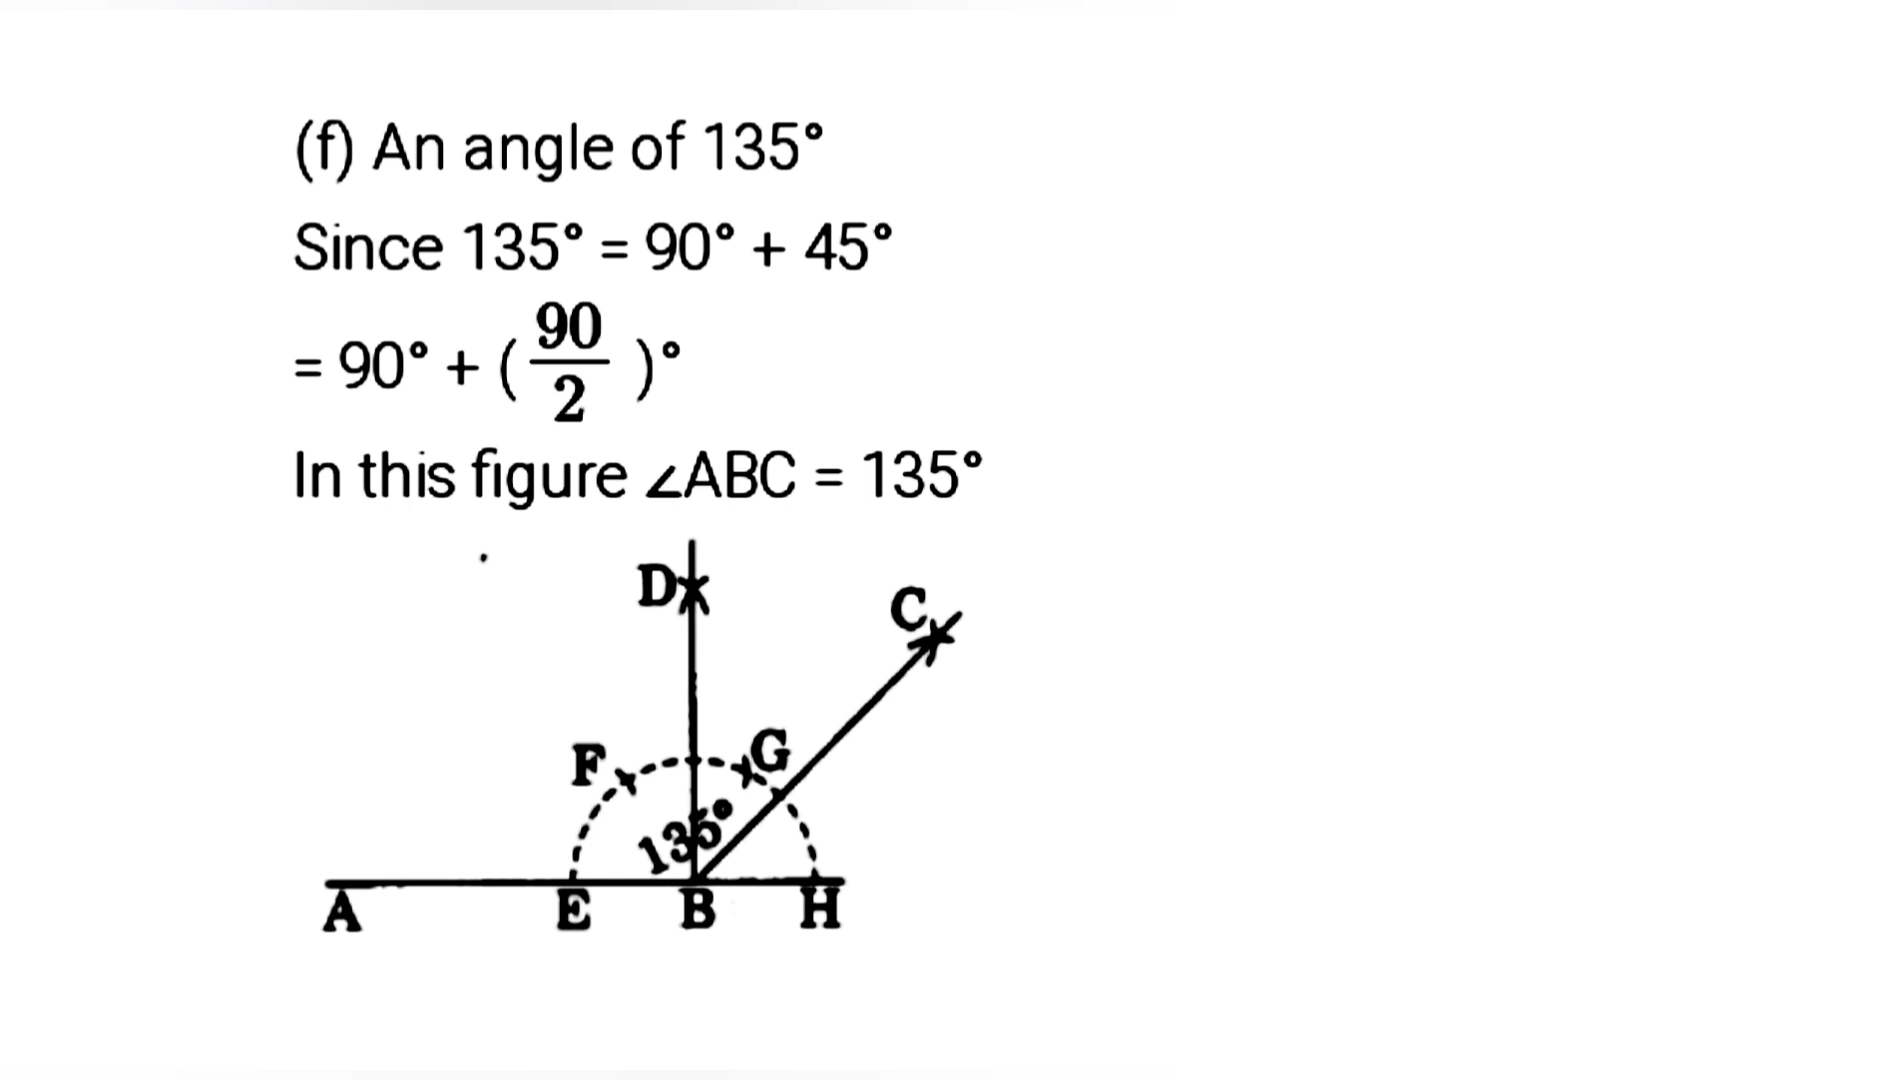 (f) An angle of 135°
Since 135° = 90° + 45°
= 90° + (90/2)°
In this figure ∠ABC = 135°
D
C
F
G
135°
A
E
B
H